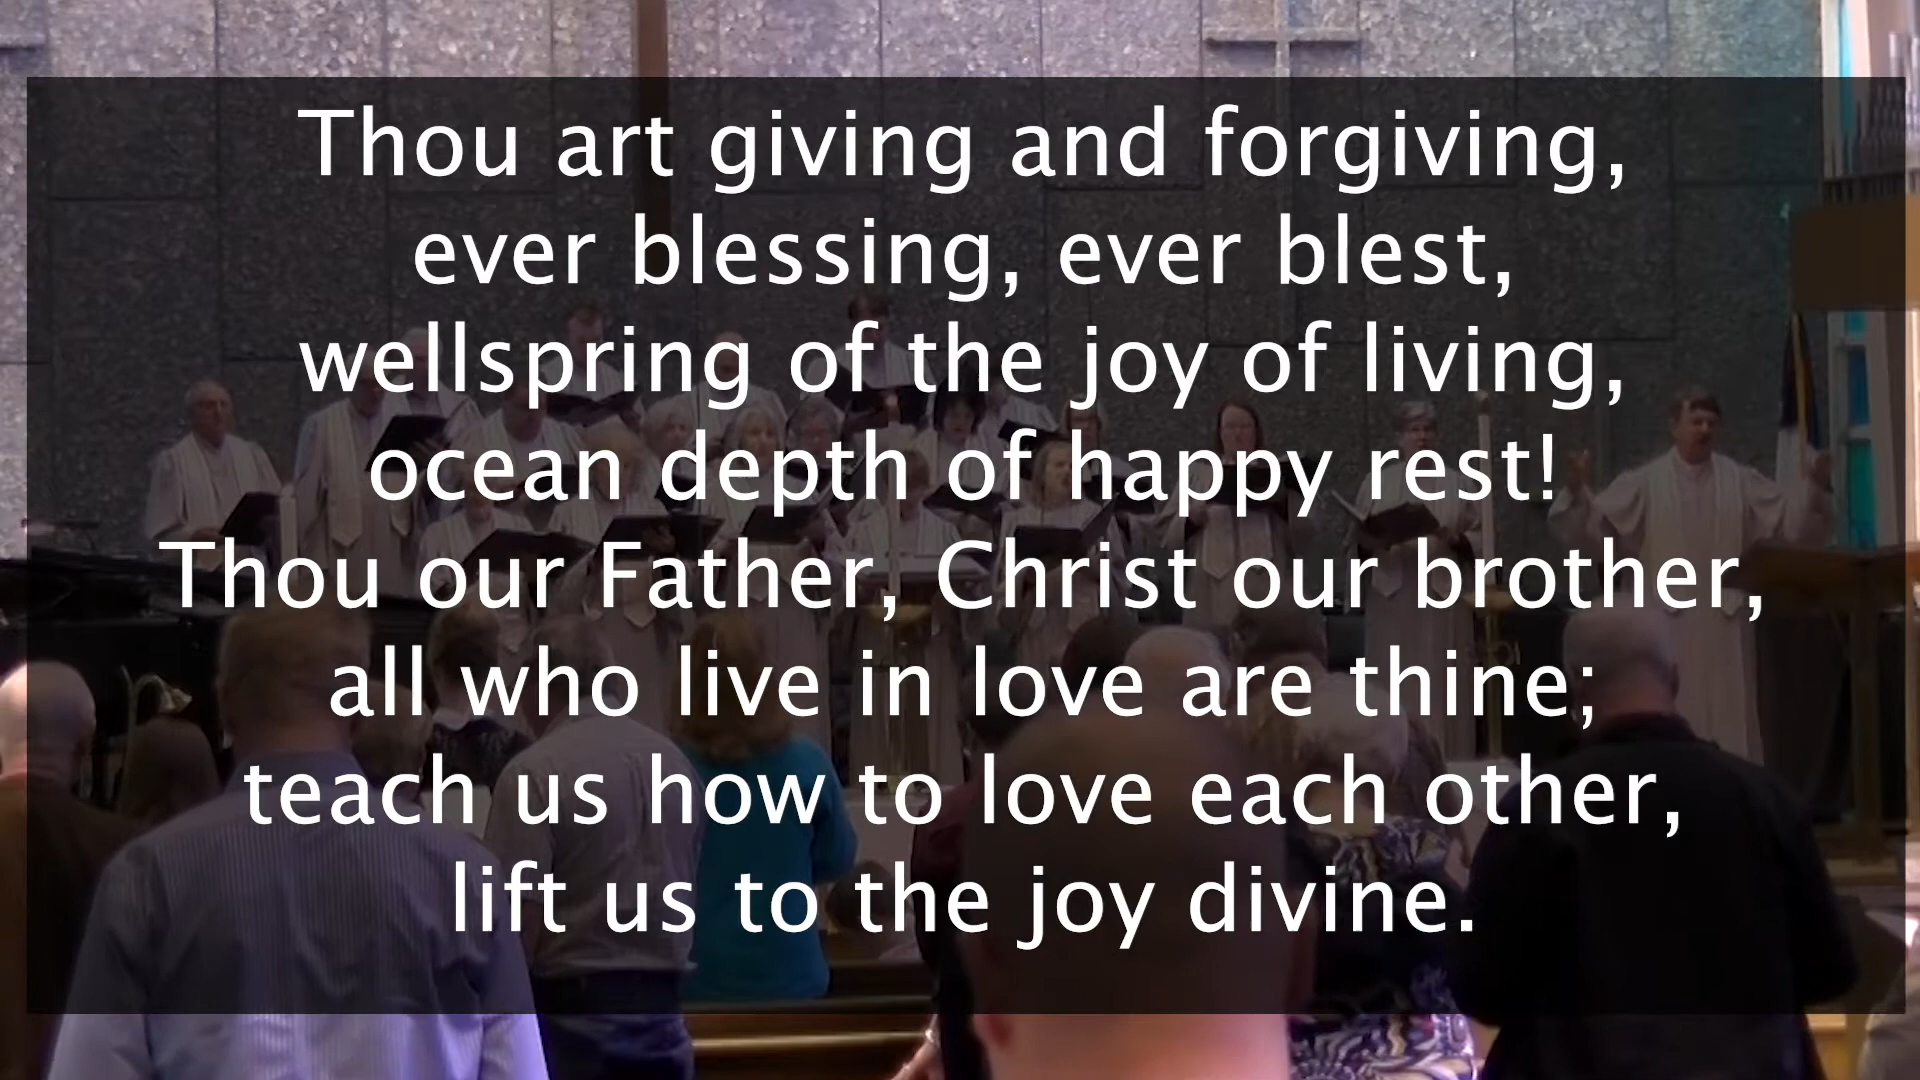 Thou art giving and forgiving,
ever blessing, ever blest,
wellspring of the joy of living,
ocean depth of happy rest!
Thou our Father, Christ our brother,
all who live in love are thine;
teach us how to love each other,
lift us to the joy divine.